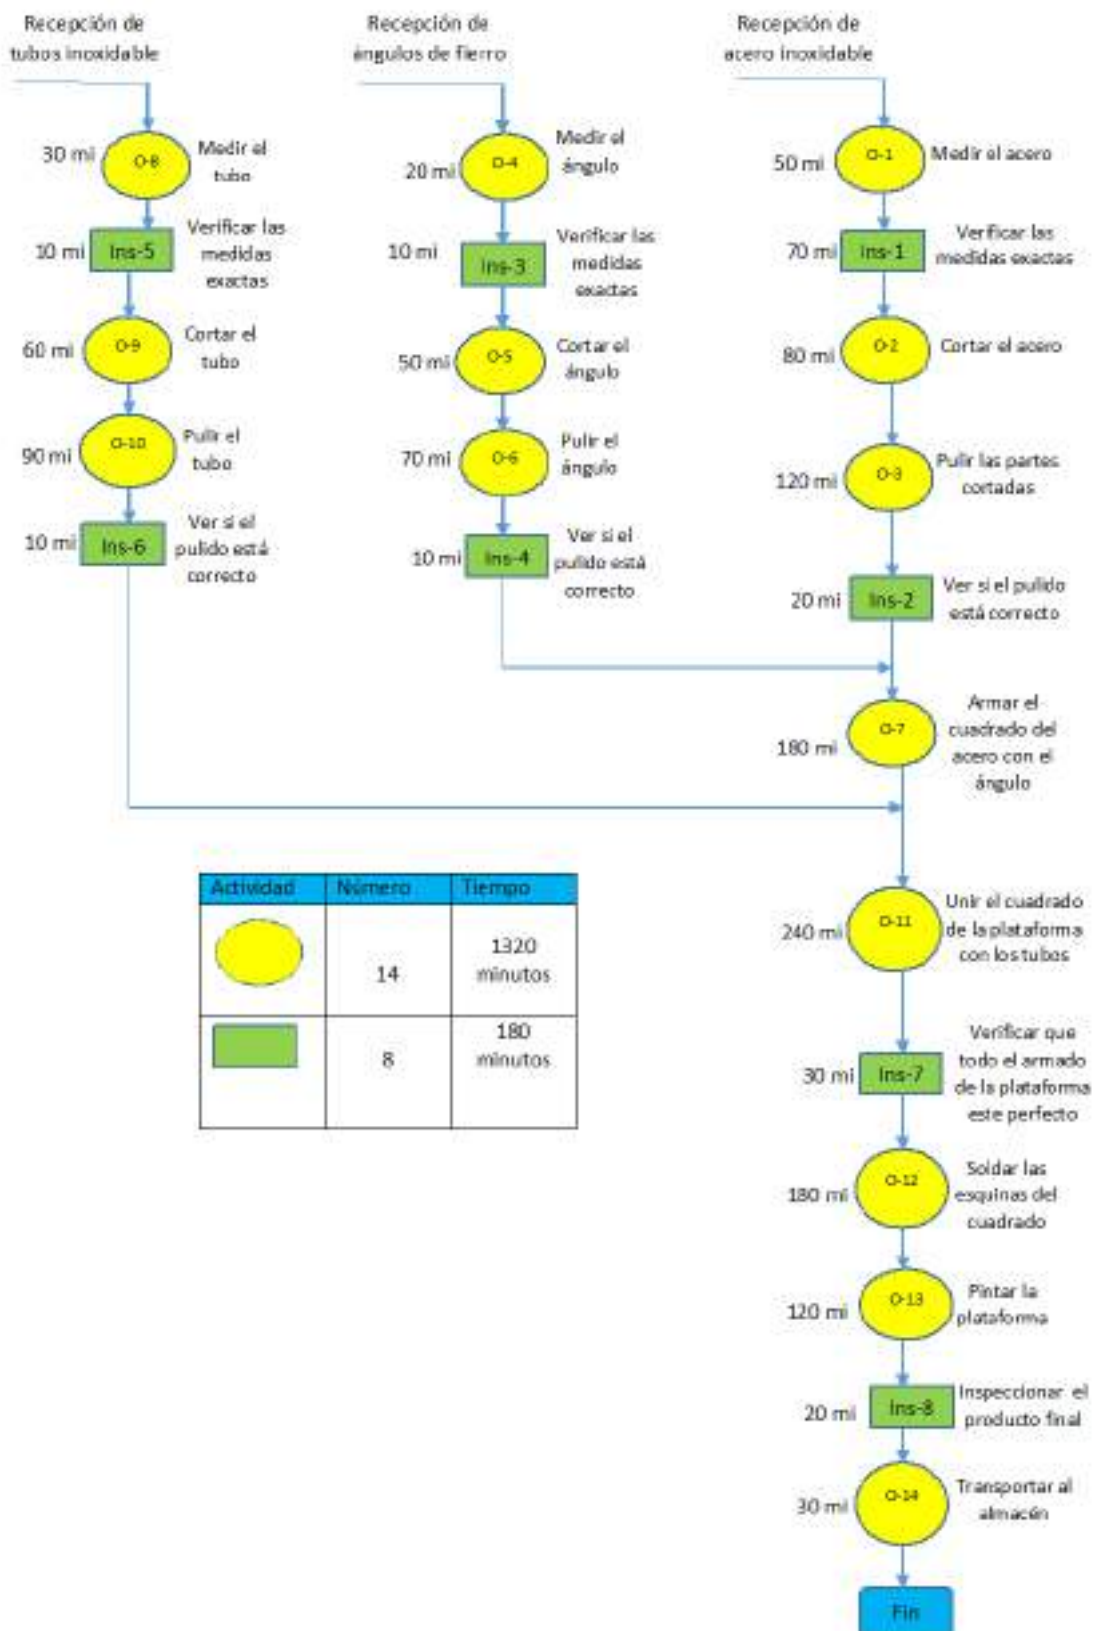 Recepción de
tubos inoxidable
30 mi
O-8
Medir el
tubo
10 mi
Ins-5
Verificar las
medidas
exactas
60 mi
O-9
Cortar el
tubo
90 mi
O-10
Pulir el
tubo
10 mi
Ins-6
Ver si el
pulido está
correcto
Recepción de
ángulos de fierro
20 mi
O-4
Medir el
ángulo
10 mi
Ins-3
Verificar las
medidas
exactas
50 mi
O-5
Cortar el
ángulo
70 mi
O-6
Pulir el
ángulo
10 mi
Ins-4
Ver si el
pulido está
correcto
Recepción de
acero inoxidable
50 mi
O-1
Medir el acero
70 mi
Ins-1
Verificar las
medidas exactas
80 mi
O-2
Cortar el acero
120 mi
O-3
Pulir las partes
cortadas
20 mi
Ins-2
Ver si el pulido
está correcto
180 mi
O-7
Armar el
cuadrado del
acero con el
ángulo
240 mi
O-11
Unir el cuadrado
de la plataforma
con los tubos
30 mi
Ins-7
Verificar que
todo el armado
de la plataforma
este perfecto
180 mi
O-12
Soldar las
esquinas del
cuadrado
120 mi
O-13
Pintar la
plataforma
20 mi
Ins-8
Inspeccionar el
producto final
30 mi
O-14
Transportar al
almacén
Fin
Actividad Número Tiempo
14
1320
minutos
8
180
minutos